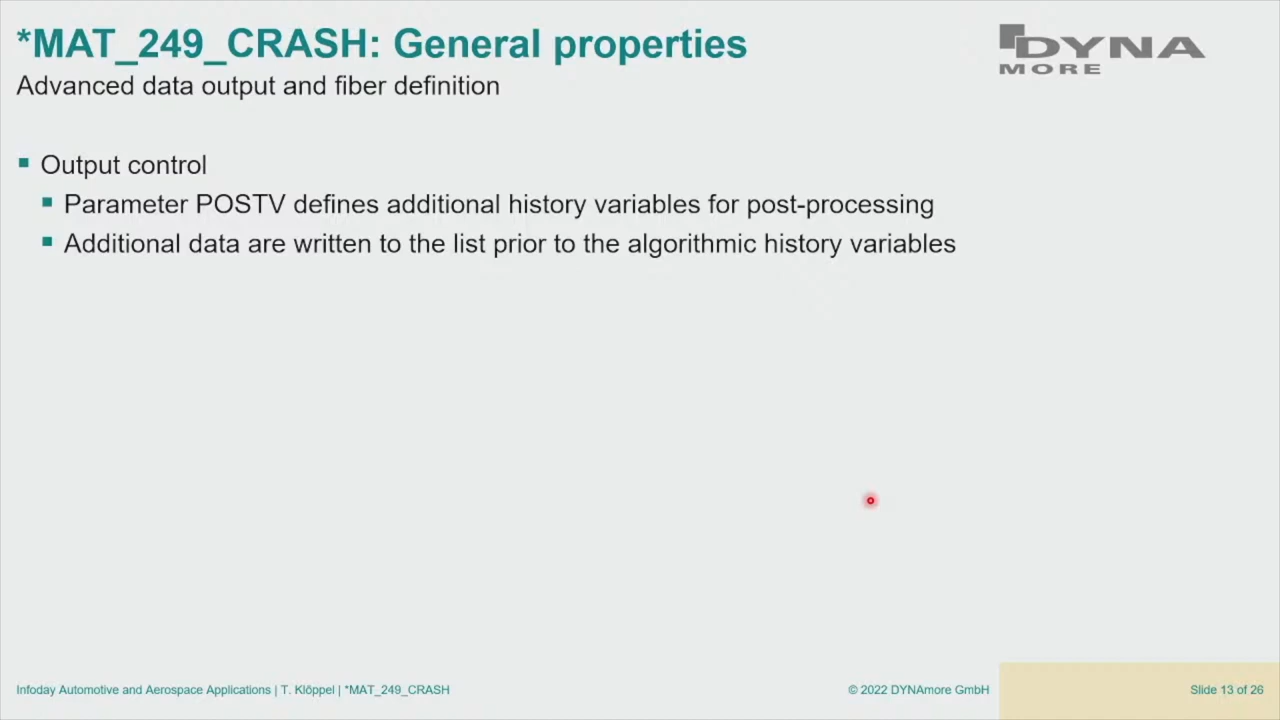 *MAT_249_CRASH: General properties
DYNA
MORE
Advanced data output and fiber definition
Output control
Parameter POSTV defines additional history variables for post-processing
Additional data are written to the list prior to the algorithmic history variables
Infoday Automotive and Aerospace Applications | T. Klöppel | *MAT_249_CRASH
© 2022 DYNAmore GmbH
Slide 13 of 26